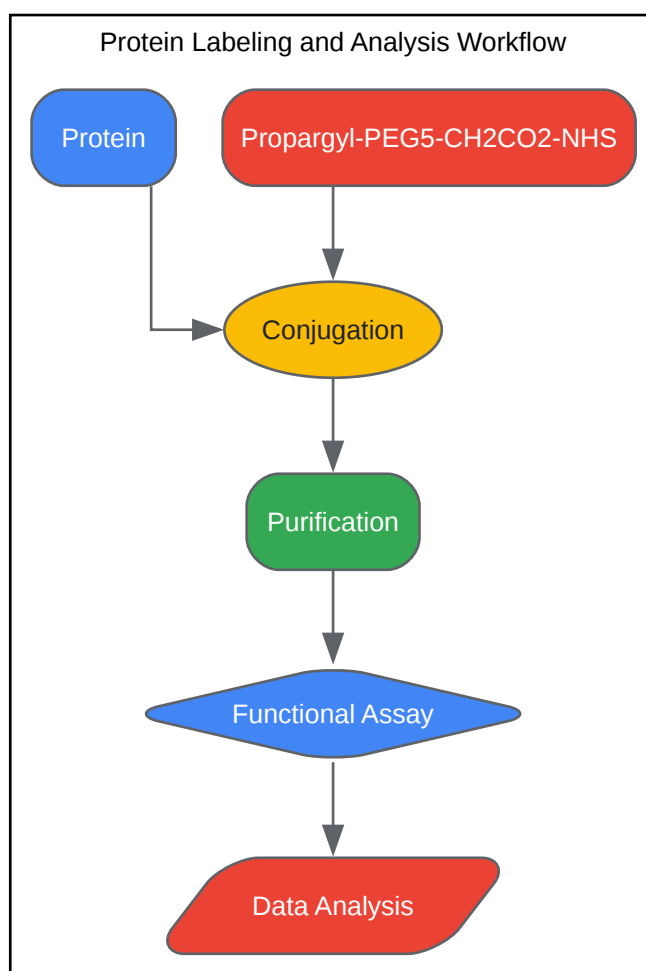 Protein Labeling and Analysis Workflow
Protein
Propargyl-PEG5-CH2CO2-NHS
Conjugation
Purification
Functional Assay
Data Analysis